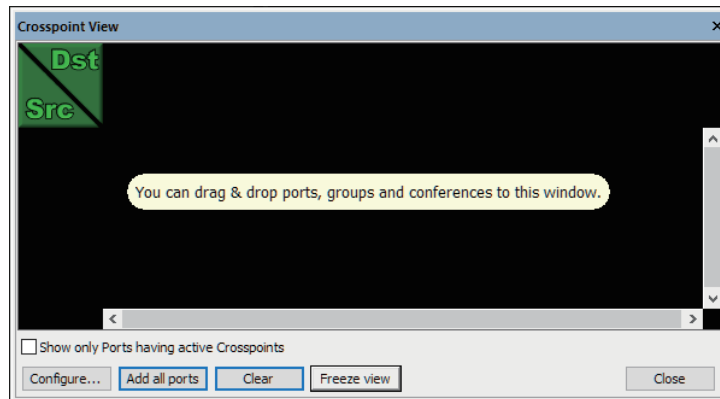 Crosspoint View
Dst
Src
You can drag & drop ports, groups and conferences to this window.
Show only Ports having active Crosspoints
Configure... Add all ports Clear Freeze view Close